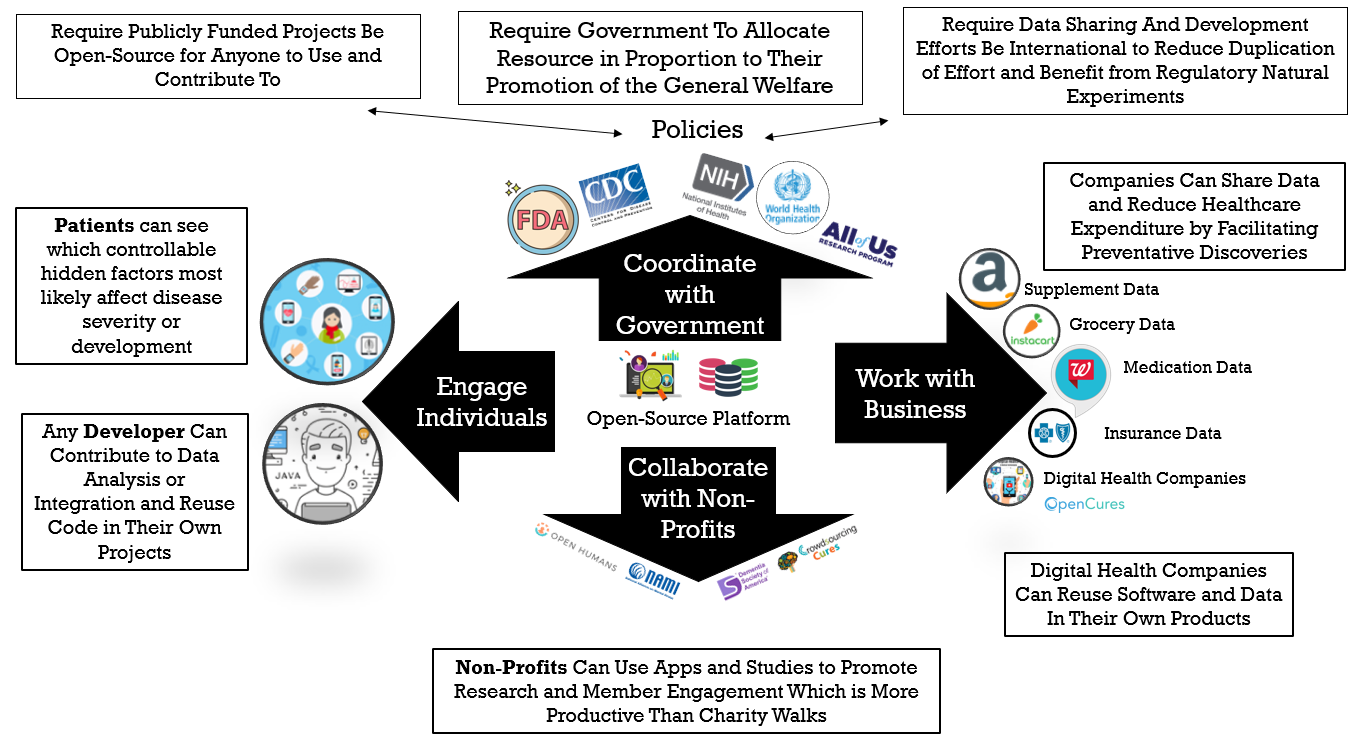 Require Publicly Funded Projects Be
Open-Source for Anyone to Use and
Contribute To
Require Government To Allocate
Resource in Proportion to Their
Promotion of the General Welfare
Require Data Sharing And Development
Efforts Be International to Reduce Duplication
of Effort and Benefit from Regulatory Natural
Experiments
Policies
FDA
CDC
CENTERS FOR DISEASE
CONTROL AND PREVENTION
NIH
National Institutes
of Health
World Health
Organization
All of Us
RESEARCH PROGRAM
Companies Can Share Data
and Reduce Healthcare
Expenditure by Facilitating
Preventative Discoveries
Patients can see
which controllable
hidden factors most
likely affect disease
severity or
development
Coordinate
with
Government
a
Supplement Data
instacart
Grocery Data
Medication Data
Insurance Data
Digital Health Companies
OpenCures
Engage
Individuals
Open-Source Platform
Work with
Business
Any Developer Can
Contribute to Data
Analysis or
Integration and Reuse
Code in Their Own
Projects
JAVA
Collaborate
with Non-
Profits
OPEN HUMANS
NAMI
Dementia
Society of
America
Crowdsourcing
Cures
Digital Health Companies
Can Reuse Software and Data
In Their Own Products
Non-Profits Can Use Apps and Studies to Promote
Research and Member Engagement Which is More
Productive Than Charity Walks